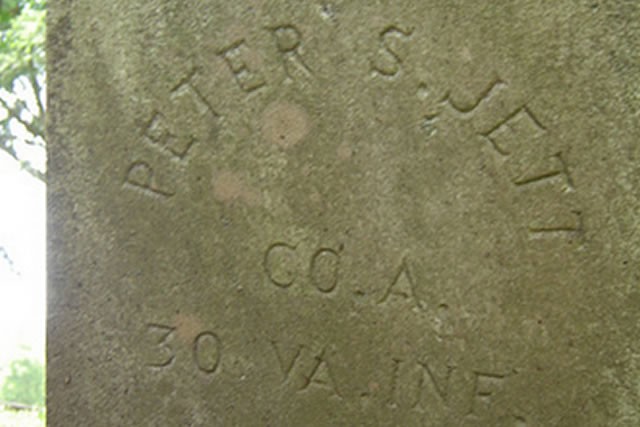 PETER S. JETT
CO. A.
30 VA. INF.